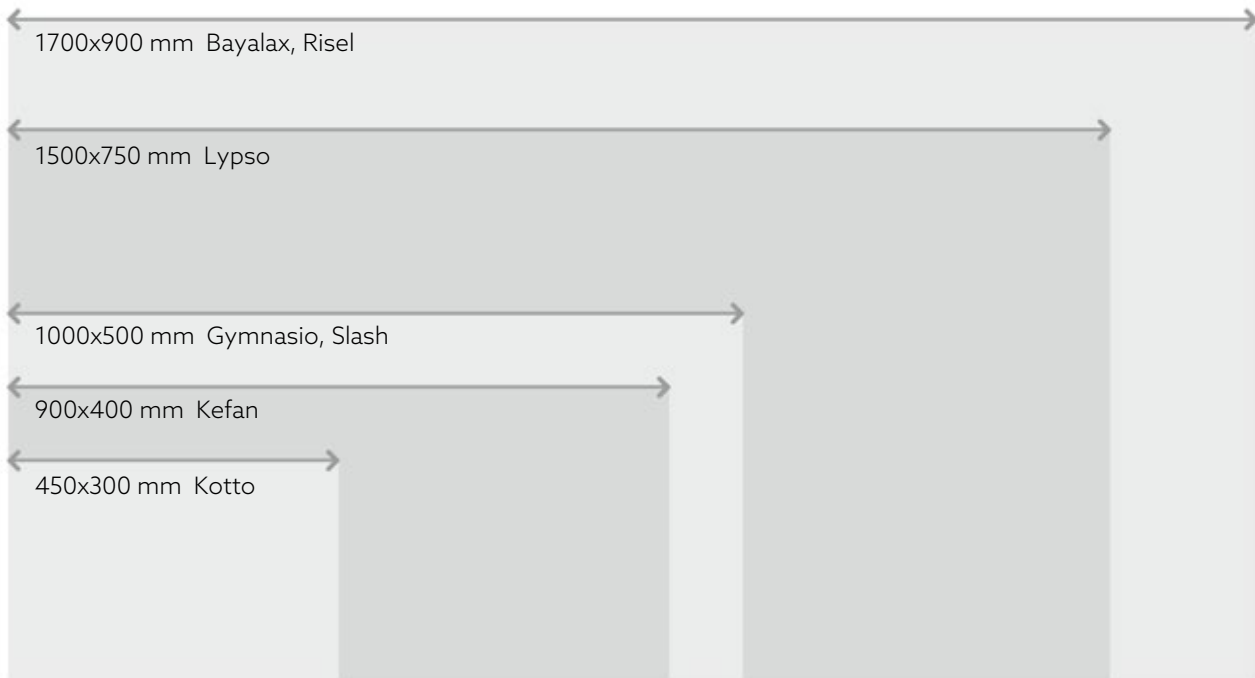 1700x900 mm Bayalax, Risel
1500x750 mm Lypso
1000x500 mm Gymnasio, Slash
900x400 mm Kefan
450x300 mm Kotto